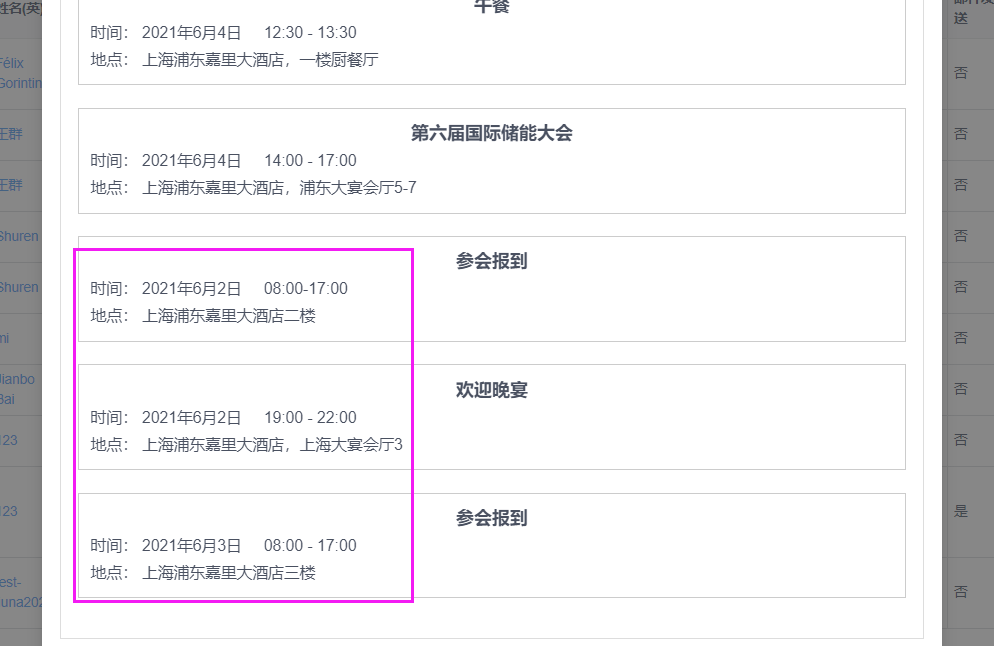 午餐
时间： 2021年6月4日 12:30 - 13:30
地点： 上海浦东嘉里大酒店，一楼厨餐厅
第六届国际储能大会
时间： 2021年6月4日 14:00 - 17:00
地点： 上海浦东嘉里大酒店，浦东大宴会厅5-7
参会报到
时间： 2021年6月2日 08:00-17:00
地点： 上海浦东嘉里大酒店二楼
欢迎晚宴
时间： 2021年6月2日 19:00 - 22:00
地点： 上海浦东嘉里大酒店，上海大宴会厅3
参会报到
时间： 2021年6月3日 08:00 - 17:00
地点： 上海浦东嘉里大酒店三楼
姓名(英)
Félix
Gorintin
王群
王群
Shuren
Shuren
mi
Jianbo
Bai
123
123
est-
una202
送
否
否
否
否
否
否
否
否
是
否